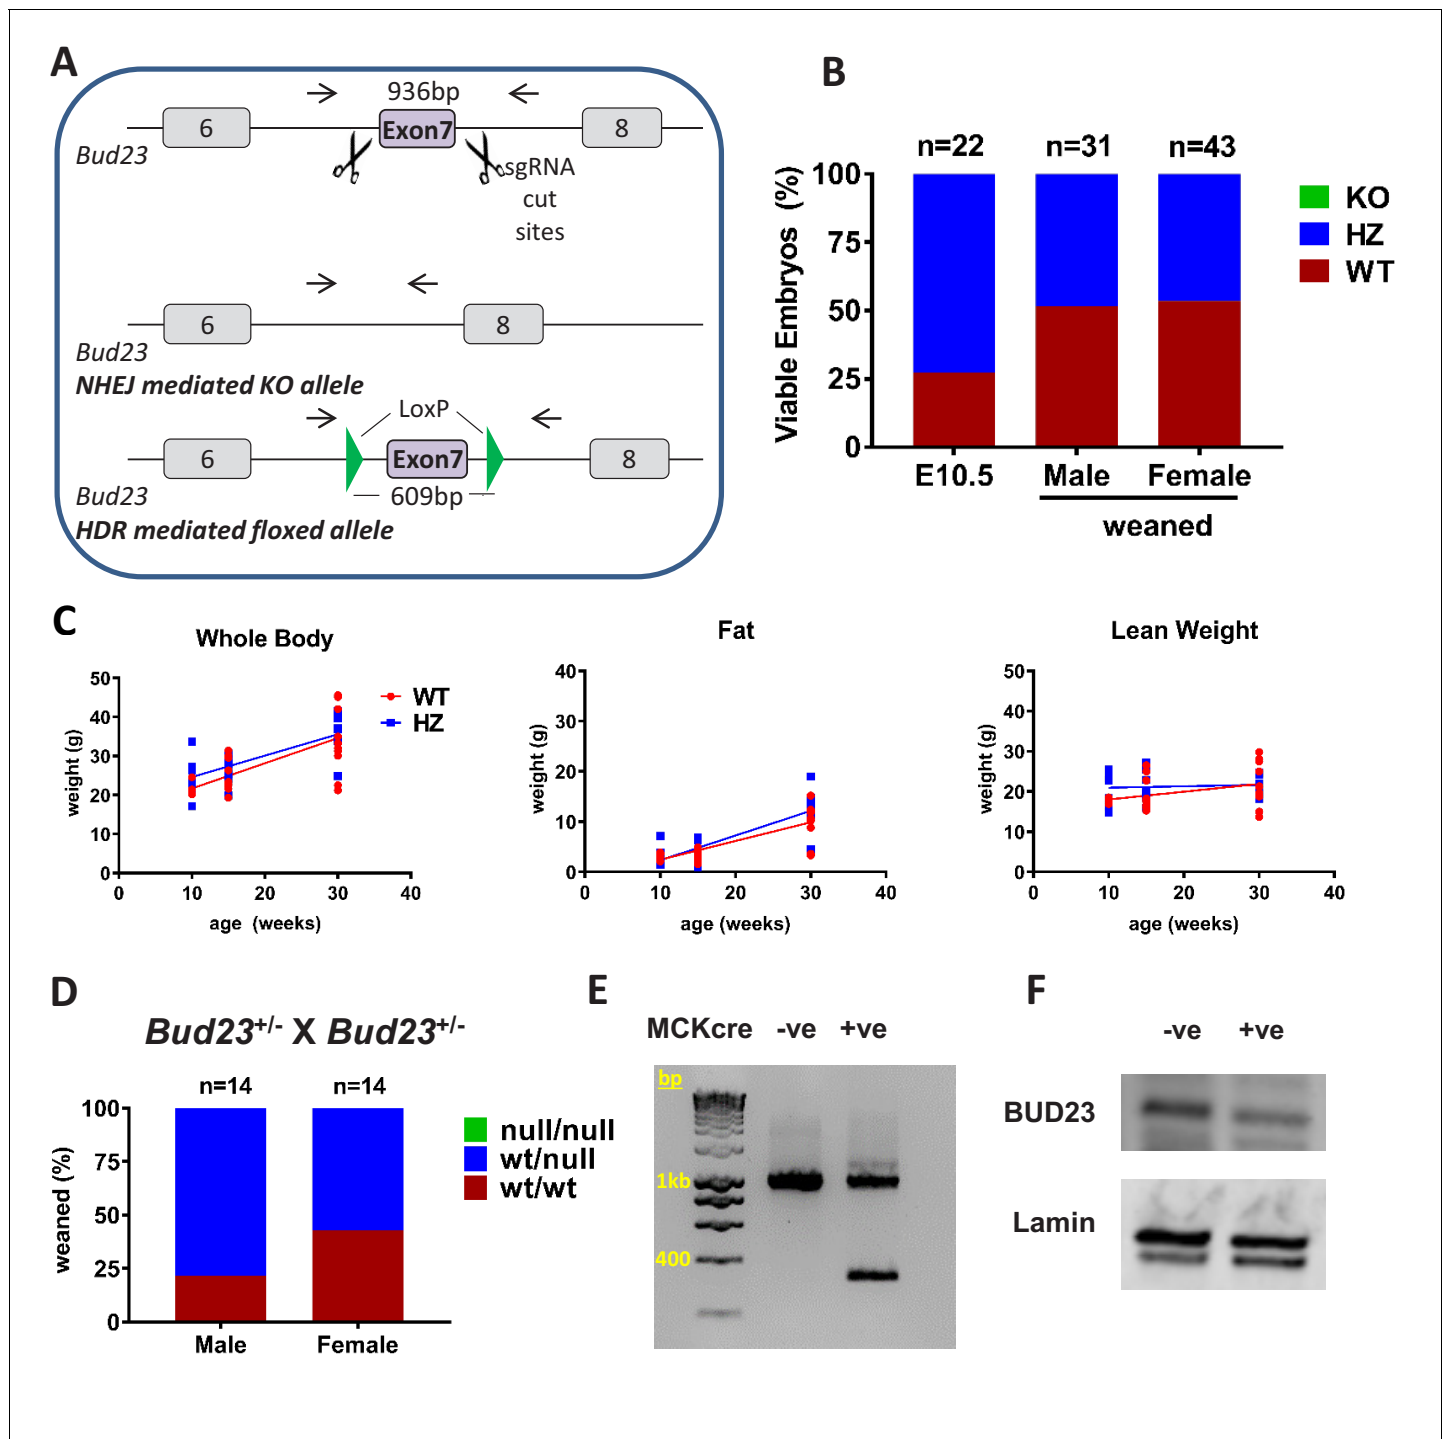 A
936bp
6
Exon7
8
Bud23
sgRNA
cut
sites
6
8
Bud23
NHEJ mediated KO allele
LoxP
6
Exon7
8
Bud23
609bp
HDR mediated floxed allele
B
n=22
n=31
n=43
Viable Embryos (%)
100
75
50
25
0
E10.5
Male
Female
weaned
KO
HZ
WT
C
Whole Body
weight (g)
50
40
30
20
10
0
0 10 20 30 40
age (weeks)
WT
HZ
Fat
weight (g)
40
30
20
10
0
0 10 20 30 40
age (weeks)
Lean Weight
weight (g)
50
40
30
20
10
0
0 10 20 30 40
age (weeks)
D
Bud23+/- X Bud23+/-
n=14
n=14
weaned (%)
100
75
50
25
0
Male
Female
null/null
wt/null
wt/wt
E
MCKcre -ve +ve
bp
1kb
400
F
-ve +ve
BUD23
Lamin